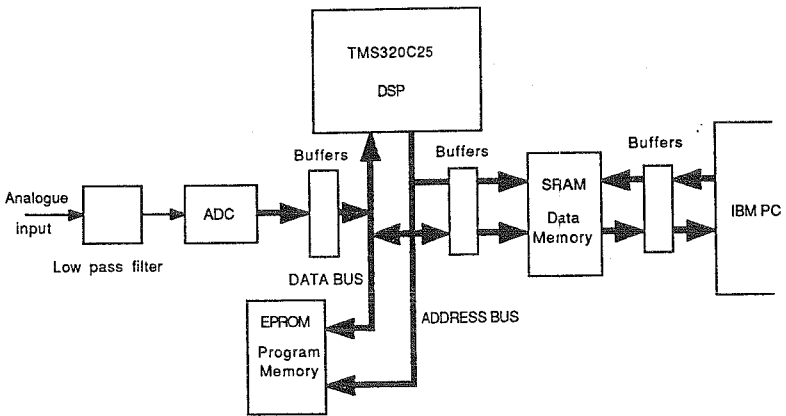 TMS320C25
DSP
Buffers
Buffers
Buffers
Analogue
input
ADC
SRAM
Data
Memory
IBM PC
Low pass filter
DATA BUS
EPROM
Program
Memory
ADDRESS BUS